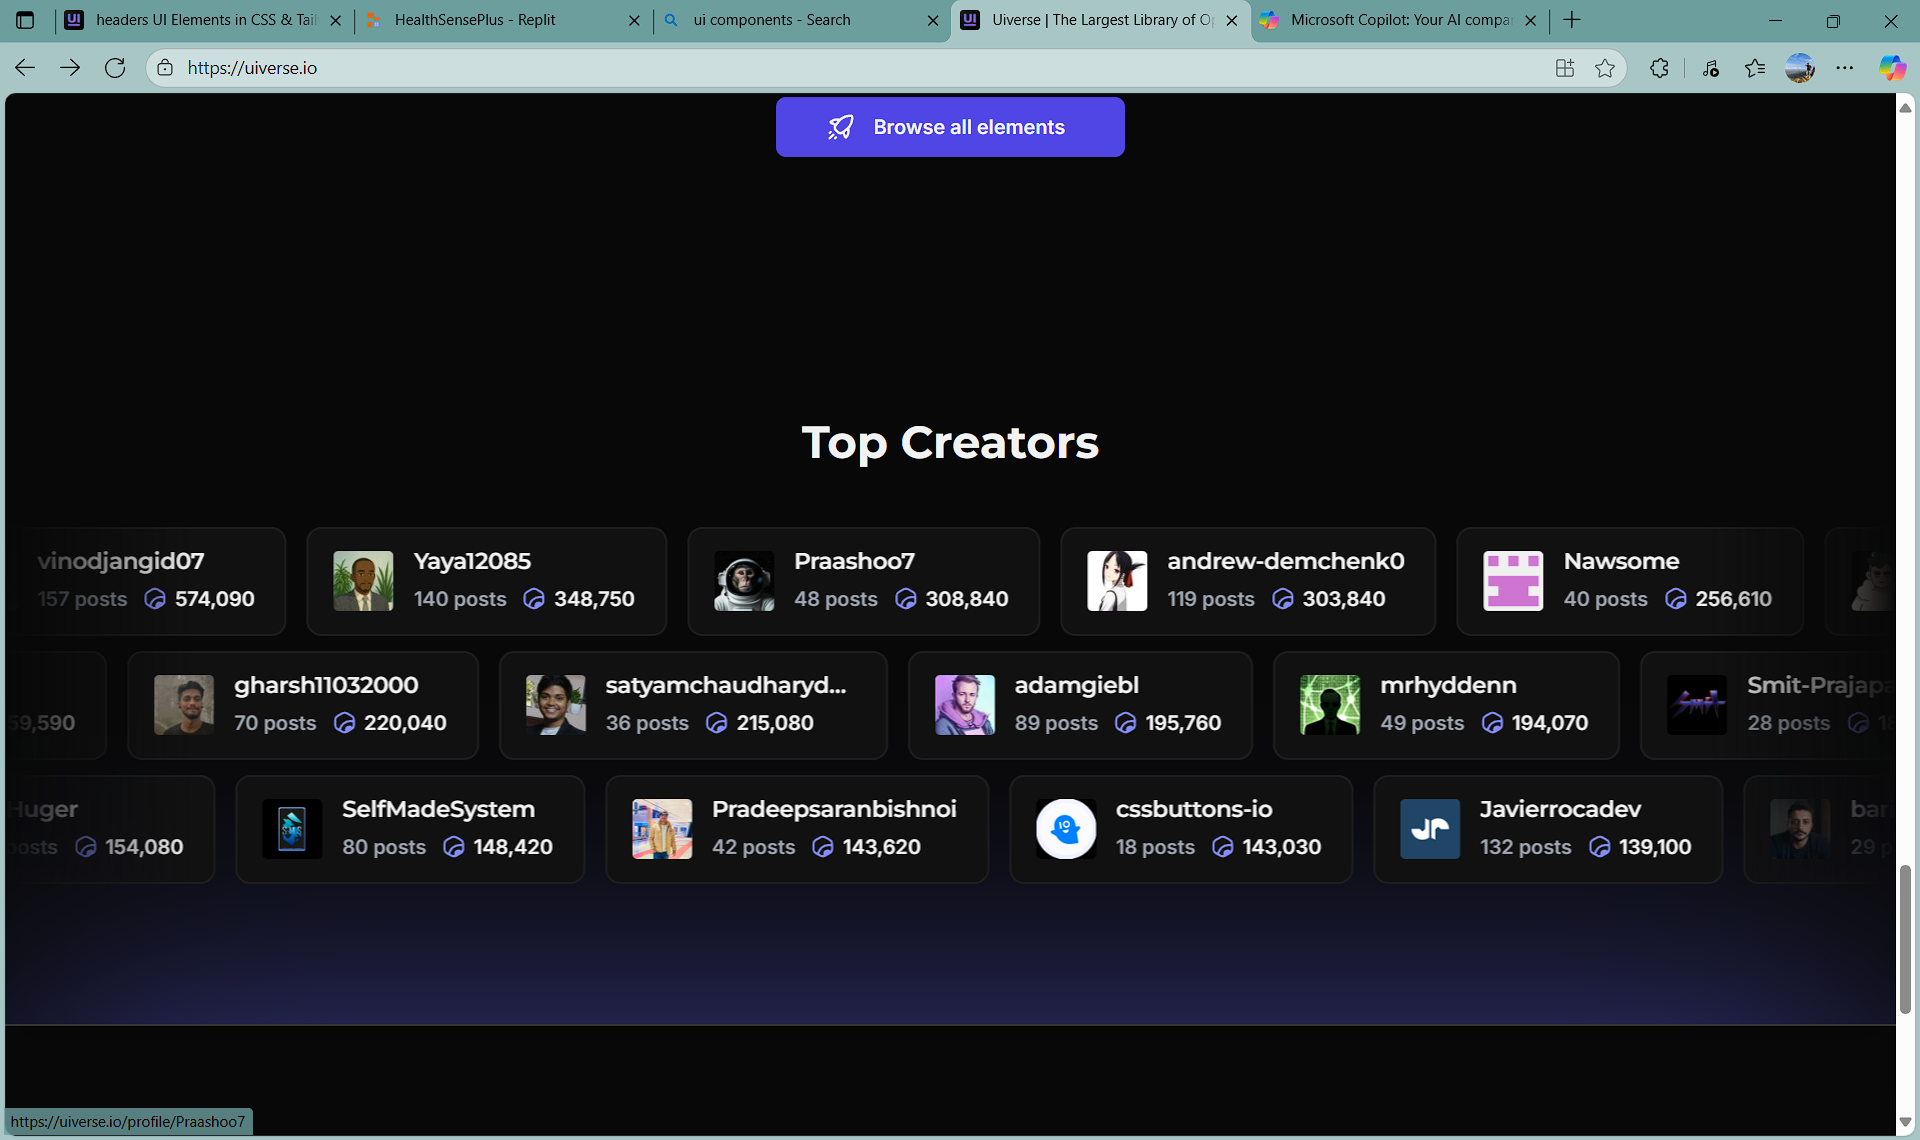 headers UI Elements in CSS & Tail
HealthSensePlus - Replit
ui components - Search
Uiverse | The Largest Library of Op
Microsoft Copilot: Your AI compa
https://uiverse.io
Browse all elements
Top Creators
vinodjangid07
157 posts 574,090
Yaya12085
140 posts 348,750
Praashoo7
48 posts 308,840
andrew-demchenk0
119 posts 303,840
Nawsome
40 posts 256,610
59,590
gharsh11032000
70 posts 220,040
satyamchaudharyd...
36 posts 215,080
adamgiebl
89 posts 195,760
mrhyddenn
49 posts 194,070
Smit-Prajapa
28 posts
Huger
posts 154,080
SelfMadeSystem
80 posts 148,420
Pradeepsaranbishnoi
42 posts 143,620
cssbuttons-io
18 posts 143,030
Javierrocadev
132 posts 139,100
bar
29 p
https://uiverse.io/profile/Praashoo7